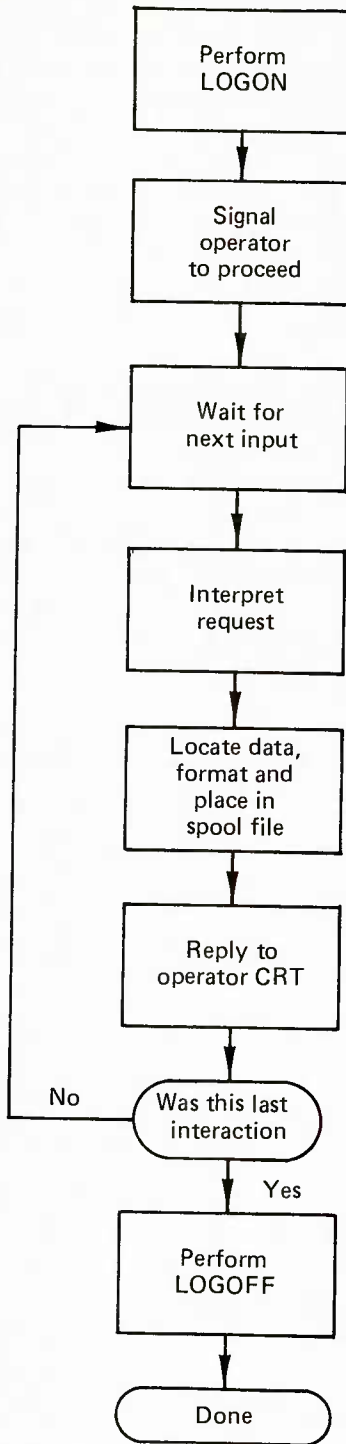 Perform
LOGON
Signal
operator
to proceed
Wait for
next input
Interpret
request
Locate data,
format and
place in
spool file
Reply to
operator CRT
No
Was this last
interaction
Yes
Perform
LOGOFF
Done